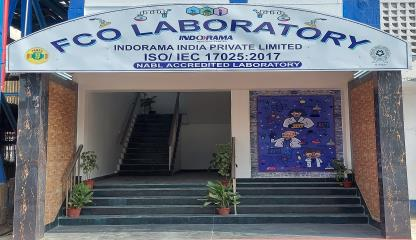 FCO LABORATORY
INDORAMA
INDORAMA INDIA PRIVATE LIMITED
ISO/ IEC 17025:2017
NABL ACCREDITED LABORATORY